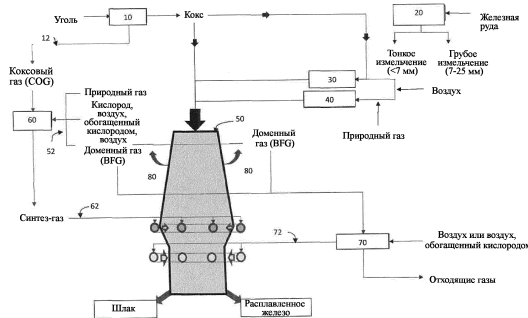 Уголь
10
Кокс
20
Железная
руда
12
Тонкое
измельчение
(<7 мм)
Грубое
измельчение
(7-25 мм)
Коксовый
газ (COG)
Природный газ
30
Воздух
40
Кислород,
воздух,
обогащенный
кислородом,
воздух
60
52
50
Доменный
газ (BFG)
Природный газ
Доменный газ
(BFG)
80
80
Синтез-газ
62
72
70
Воздух или воздух,
обогащенный кислородом
Отходящие газы
Шлак
Расплавленное
железо